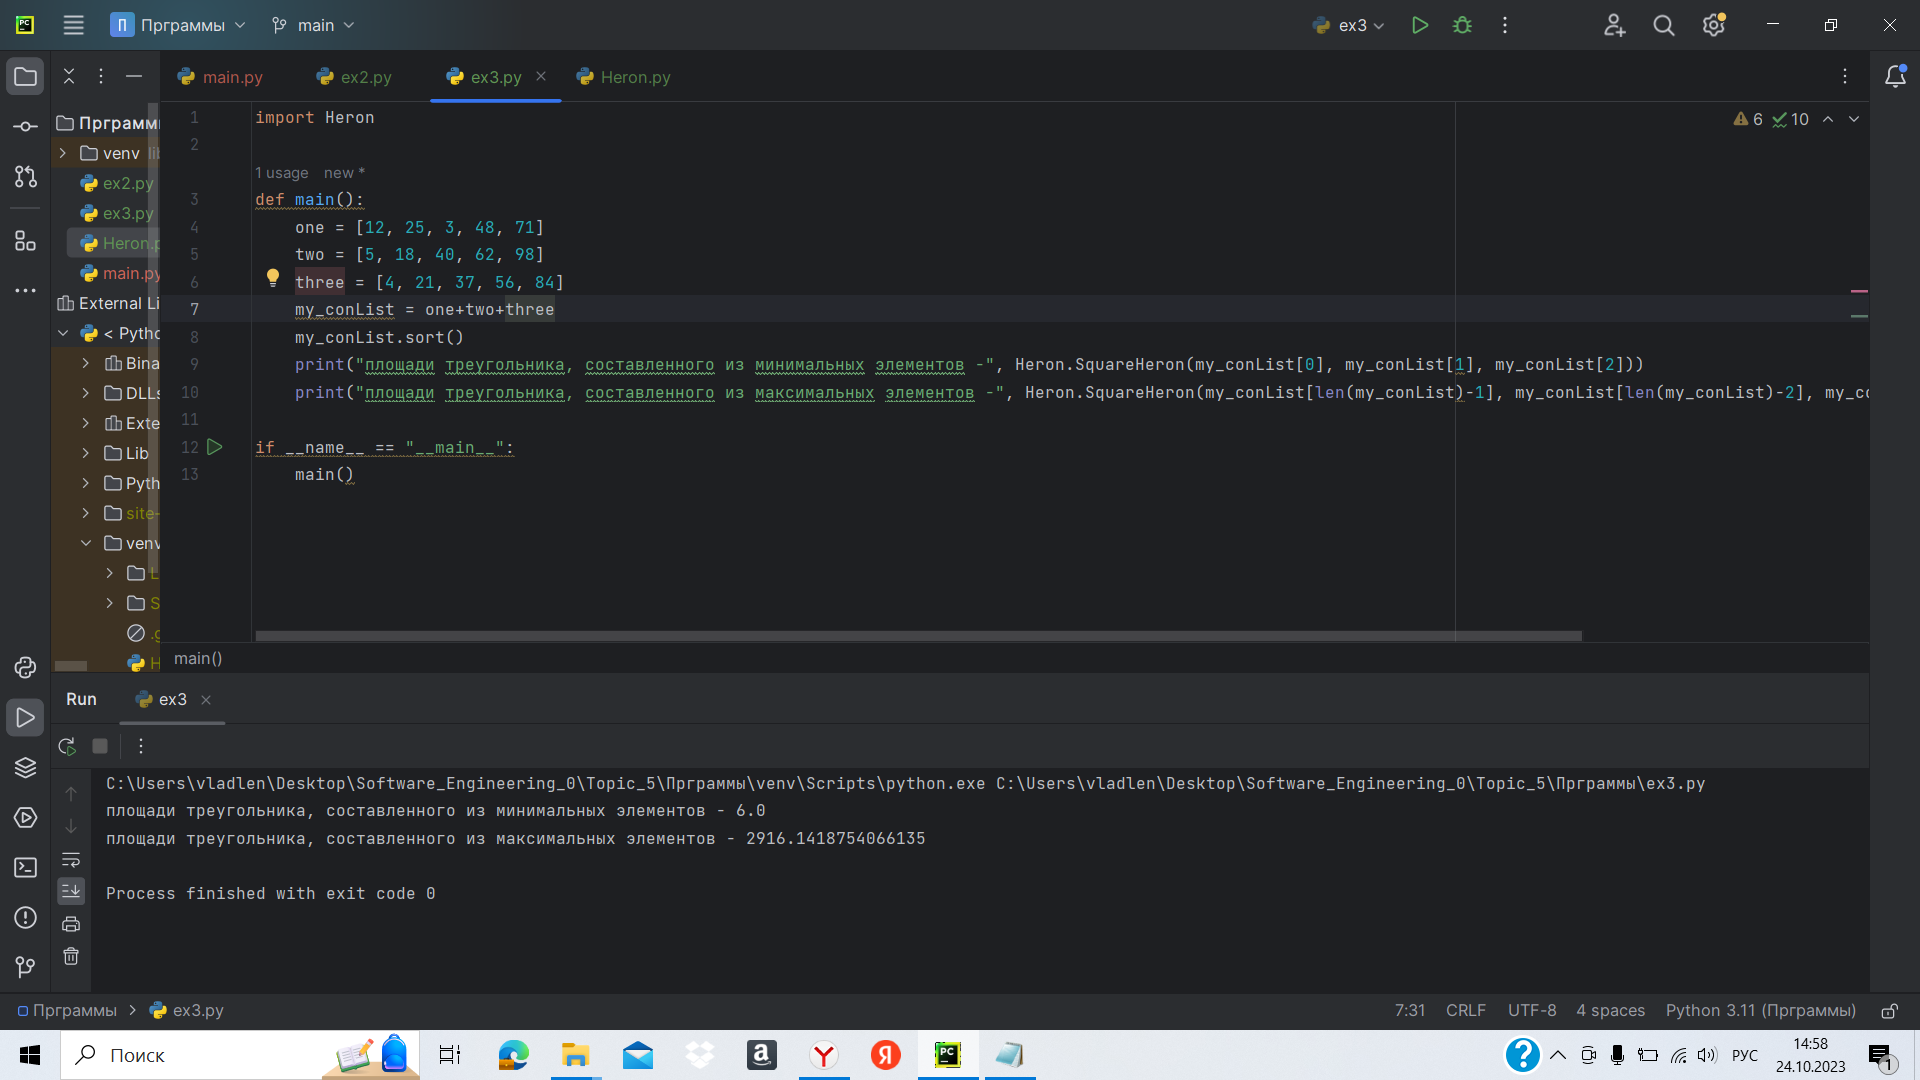 Прграммы
main
ex3
main.py
ex2.py
ex3.py
Heron.py
Прграмм
venv lib
ex2.py
ex3.py
Heron.p
main.py
External Li
< Pytho
Bina
DLLs
Exte
Lib
Pyth
site-
venv
L
S
.g
H
6
10
1 import Heron
2
1 usage new *
3 def main():
4 one = [12, 25, 3, 48, 71]
5 two = [5, 18, 40, 62, 98]
6 three = [4, 21, 37, 56, 84]
7 my_conList = one+two+three
8 my_conList.sort()
9 print("площади треугольника, составленного из минимальных элементов -", Heron.SquareHeron(my_conList[0], my_conList[1], my_conList[2]))
10 print("площади треугольника, составленного из максимальных элементов -", Heron.SquareHeron(my_conList[len(my_conList)-1], my_conList[len(my_conList)-2], my_co
11
12 if __name__ == "__main__":
13 main()
main()
Run
ex3
C:\Users\vladlen\Desktop\Software_Engineering_0\Topic_5\Прграммы\venv\Scripts\python.exe C:\Users\vladlen\Desktop\Software_Engineering_0\Topic_5\Прграммы\ex3.py
площади треугольника, составленного из минимальных элементов - 6.0
площади треугольника, составленного из максимальных элементов - 2916.1418754066135
Process finished with exit code 0
Прграммы
ex3.py
7:31
CRLF
UTF-8
4 spaces
Python 3.11 (Прграммы)
Поиск
РУС
14:58
24.10.2023
1